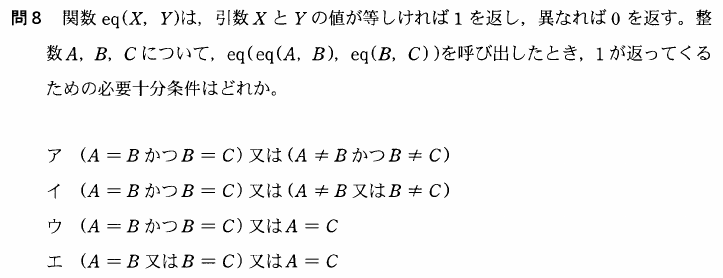 問8 関数 eq(X, Y)は，引数 X と Y の値が等しければ 1 を返し，異なれば 0 を返す。整
数 A，B，C について，eq(eq(A, B), eq(B, C))を呼び出したとき，1 が返ってくる
ための必要十分条件はどれか。
ア (A = B かつ B = C) 又は (A ≠ B かつ B ≠ C)
イ (A = B かつ B = C) 又は (A ≠ B 又は B ≠ C)
ウ (A = B かつ B = C) 又は A = C
エ (A = B 又は B = C) 又は A = C